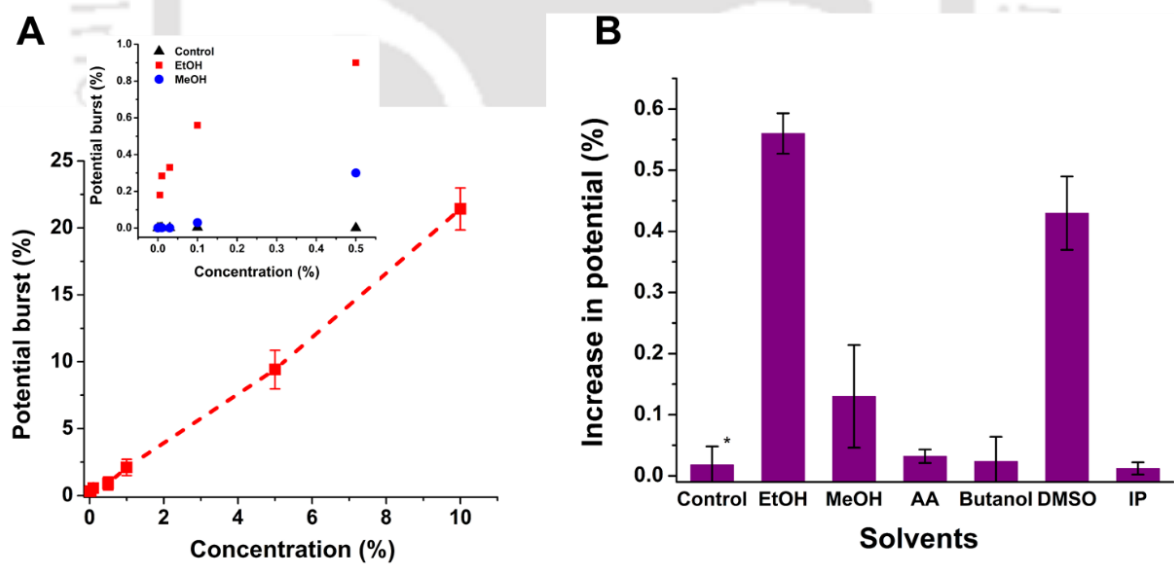 A
Control
EtOH
MeOH
Potential burst (%)
1.0
0.8
0.6
0.4
0.2
0.0
0.0 0.1 0.2 0.3 0.4 0.5
Concentration (%)
Potential burst (%)
25
20
15
10
5
0
0 2 4 6 8 10
Concentration (%)
B
Increase in potential (%)
0.6
0.5
0.4
0.3
0.2
0.1
0.0
*
Control EtOH MeOH AA Butanol DMSO IP
Solvents